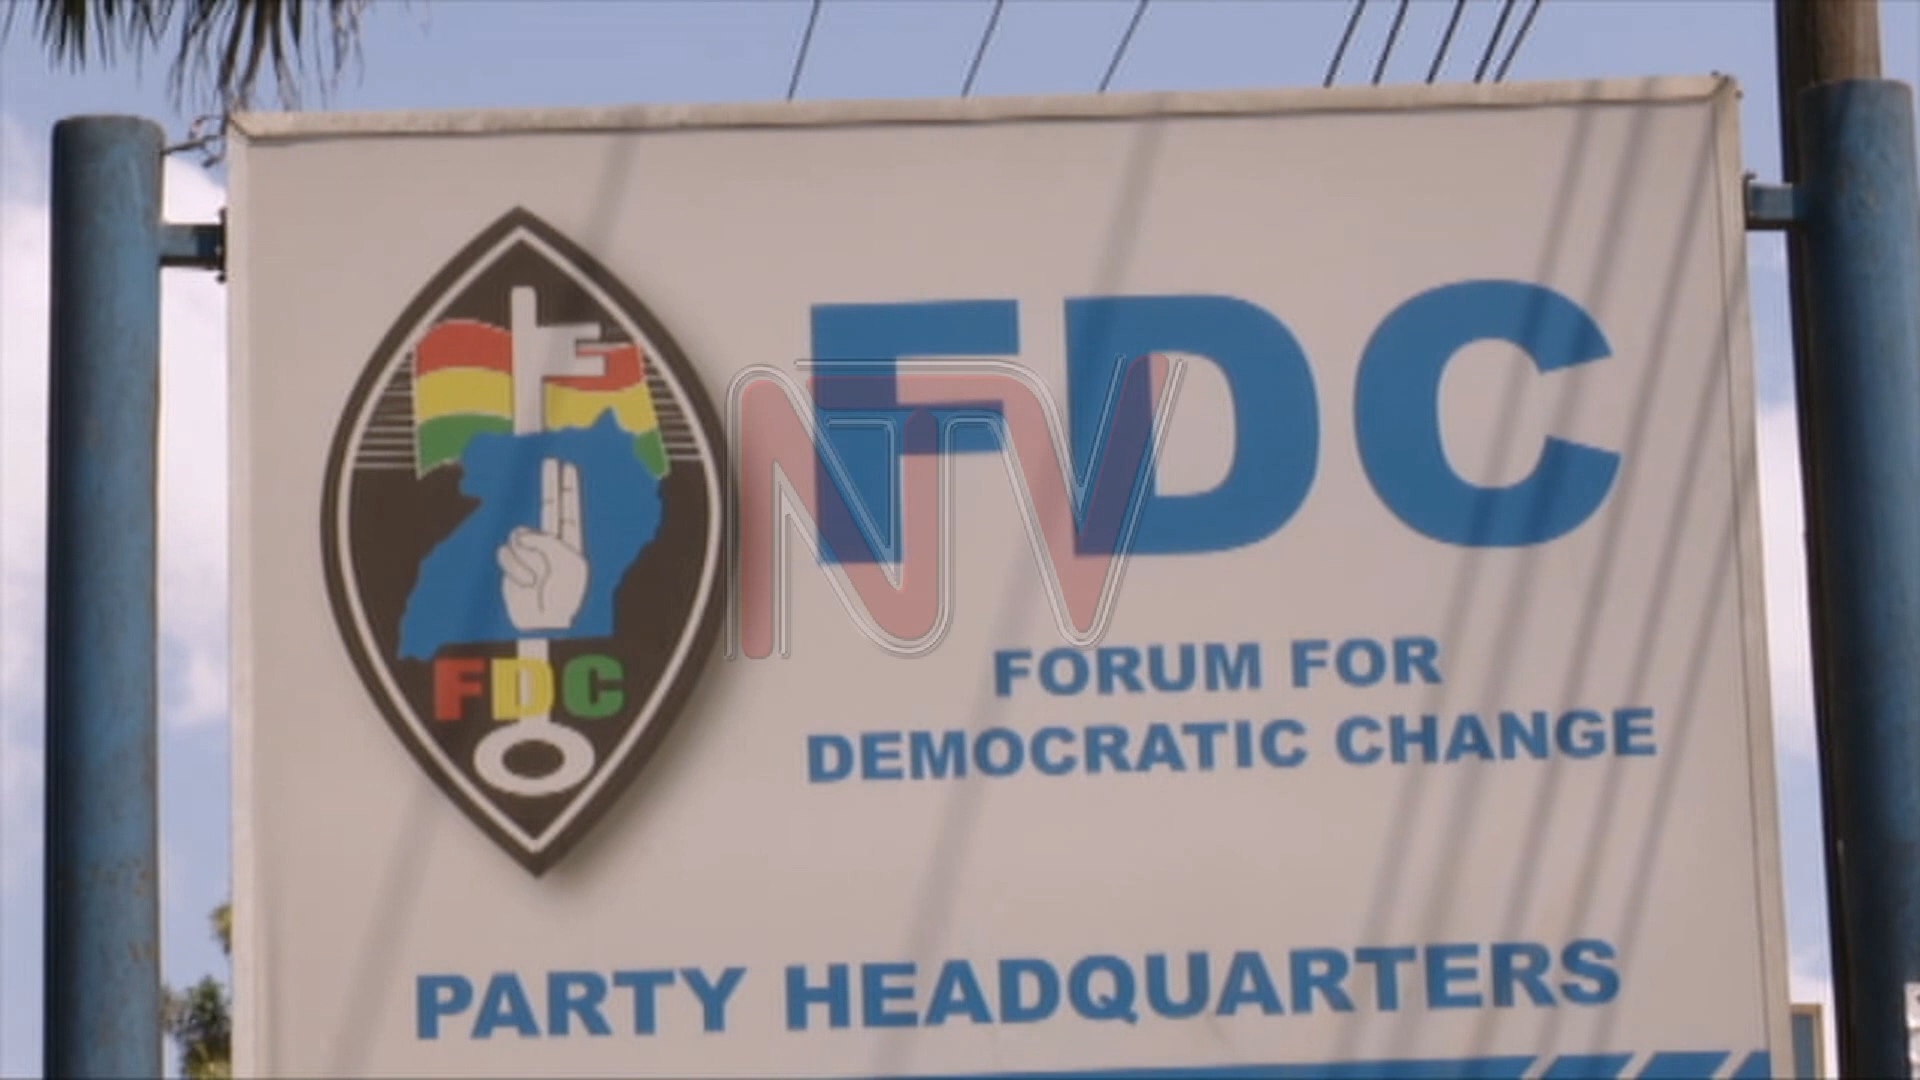 FDC
NTV
FDC
FORUM FOR
DEMOCRATIC CHANGE
PARTY HEADQUARTERS